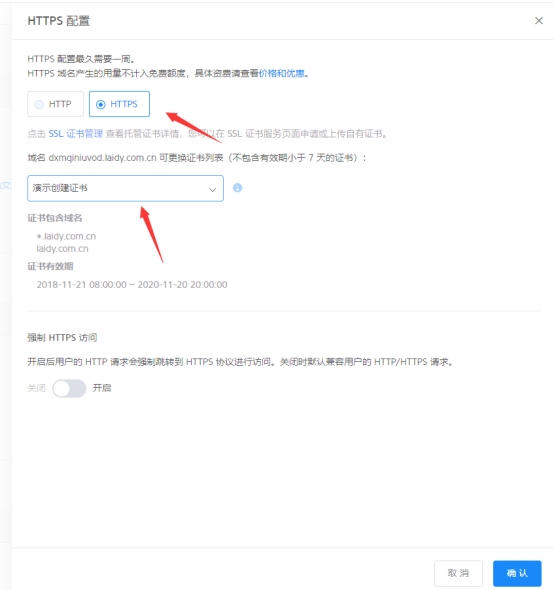 HTTPS 配置
HTTPS 配置最久需要一周。
HTTPS 域名产生的用量不计入免费额度，具体资费请查看价格和优惠。
HTTP
HTTPS
点击 SSL 证书管理 查看托管证书详情，您可以在 SSL 证书服务页面申请或上传自有证书。
域名 dxmqiniuvod.laidy.com.cn 可更换证书列表（不包含有效期小于 7 天的证书）：
演示创建证书
证书包含域名
*.laidy.com.cn
laidy.com.cn
证书有效期
2018-11-21 08:00:00 ~ 2020-11-20 20:00:00
强制 HTTPS 访问
开启后用户的 HTTP 请求会强制跳转到 HTTPS 协议进行访问。关闭时默认兼容用户的 HTTP/HTTPS 请求。
关闭 开启
取消
确认